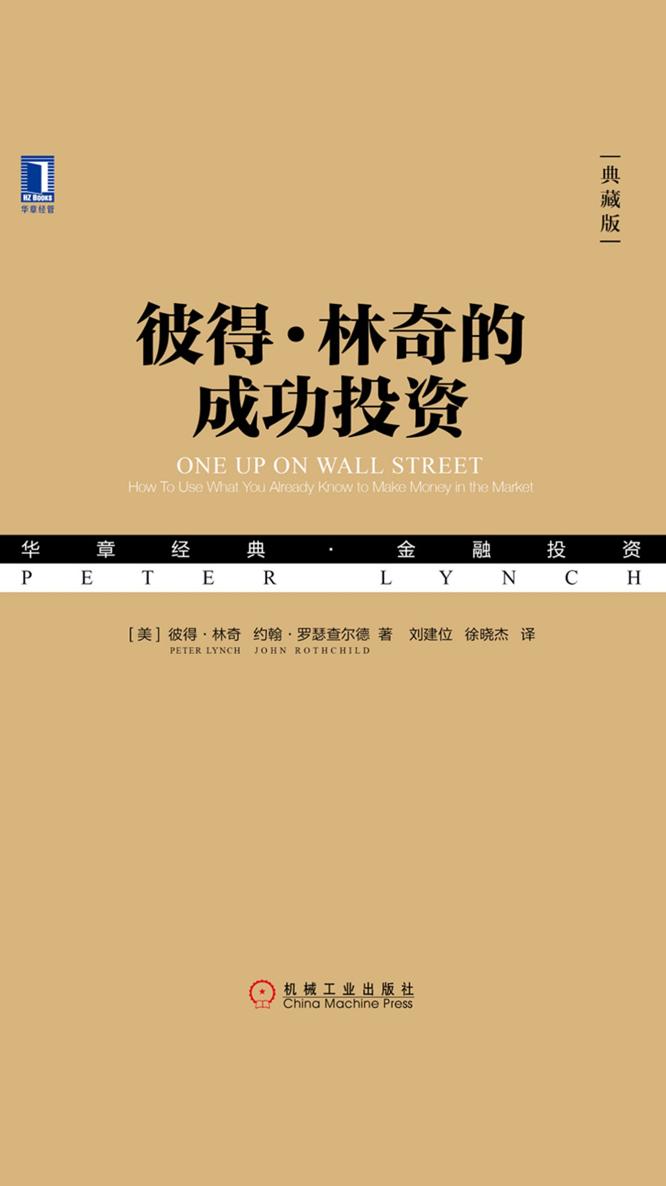 HZ BOOKS
华章经管
典藏版
彼得·林奇的
成功投资
ONE UP ON WALL STREET
How To Use What You Already Know to Make Money in the Market
华章经典·金融投资
PETER LYNCH
[美] 彼得·林奇 约翰·罗瑟查尔德 著 刘建位 徐晓杰 译
PETER LYNCH JOHN ROTHCHILD
机械工业出版社
China Machine Press